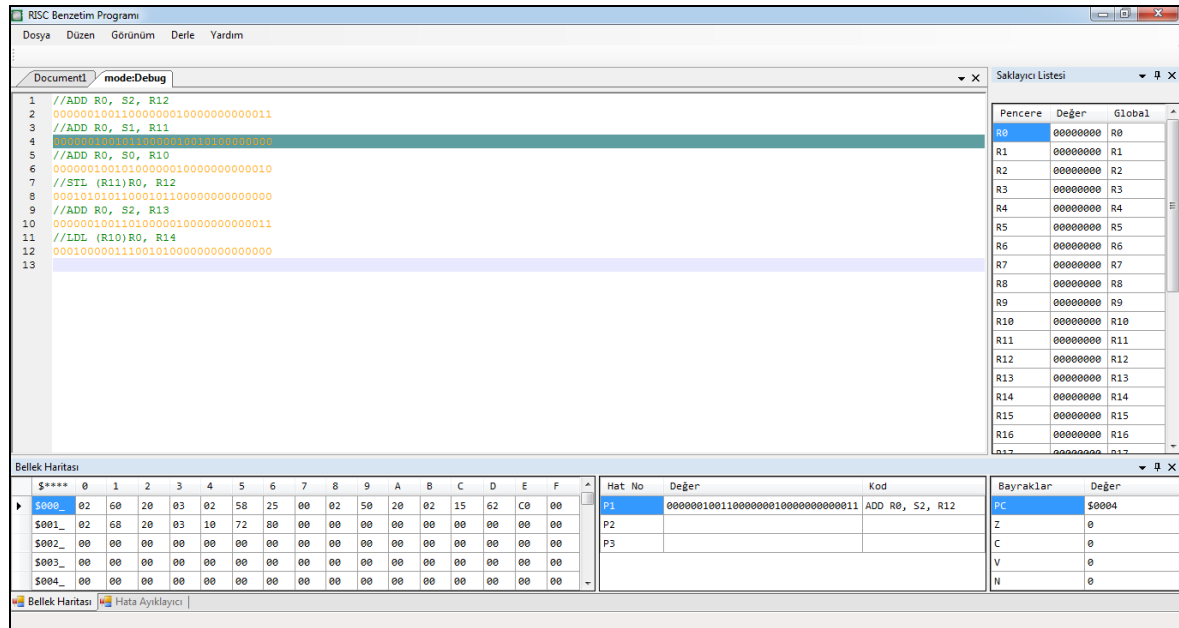 RISC Benzetim Programı
Dosya Düzen Görünüm Derle Yardım
Document1 mode:Debug
1 //ADD R0, S2, R12
2 00000010011000000010000000000011
3 //ADD R0, S1, R11
4 00000010010110000010010100000000
5 //ADD R0, S0, R10
6 00000010010100000010000000000010
7 //STL (R11)R0, R12
8 00010101011000101100000000000000
9 //ADD R0, S2, R13
10 00000010011010000010000000000011
11 //LDL (R10)R0, R14
12 00010000011100101000000000000000
13
Saklayıcı Listesi
Pencere Değer Global
R0 00000000 R0
R1 00000000 R1
R2 00000000 R2
R3 00000000 R3
R4 00000000 R4
R5 00000000 R5
R6 00000000 R6
R7 00000000 R7
R8 00000000 R8
R9 00000000 R9
R10 00000000 R10
R11 00000000 R11
R12 00000000 R12
R13 00000000 R13
R14 00000000 R14
R15 00000000 R15
R16 00000000 R16
R17 00000000 R17
Bellek Haritası
$**** 0 1 2 3 4 5 6 7 8 9 A B C D E F
$000_ 02 60 20 03 02 58 25 00 02 50 20 02 15 62 C0 00
$001_ 02 68 20 03 10 72 80 00 00 00 00 00 00 00 00 00
$002_ 00 00 00 00 00 00 00 00 00 00 00 00 00 00 00 00
$003_ 00 00 00 00 00 00 00 00 00 00 00 00 00 00 00 00
$004_ 00 00 00 00 00 00 00 00 00 00 00 00 00 00 00 00
Hat No Değer Kod
P1 00000010011000000010000000000011 ADD R0, S2, R12
P2
P3
Bayraklar Değer
PC $0004
Z 0
C 0
V 0
N 0
Bellek Haritası Hata Ayıklayıcı